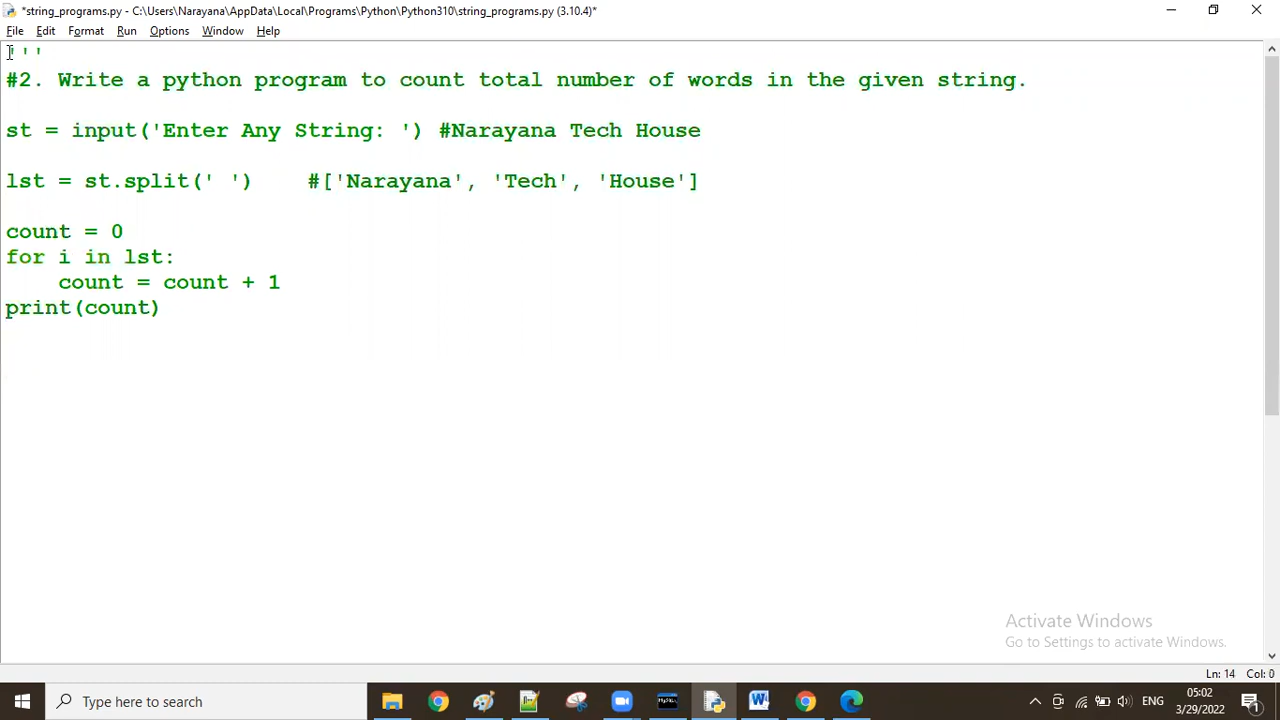 *string_programs.py - C:\Users\Narayana\AppData\Local\Programs\Python\Python310\string_programs.py (3.10.4)*
File Edit Format Run Options Window Help
'''
#2. Write a python program to count total number of words in the given string.
st = input('Enter Any String: ') #Narayana Tech House
lst = st.split(' ')    #['Narayana', 'Tech', 'House']
count = 0
for i in lst:
    count = count + 1
print(count)
Activate Windows
Go to Settings to activate Windows.
Ln: 14 Col: 0
Type here to search
MySQL
ENG
05:02
3/29/2022
1